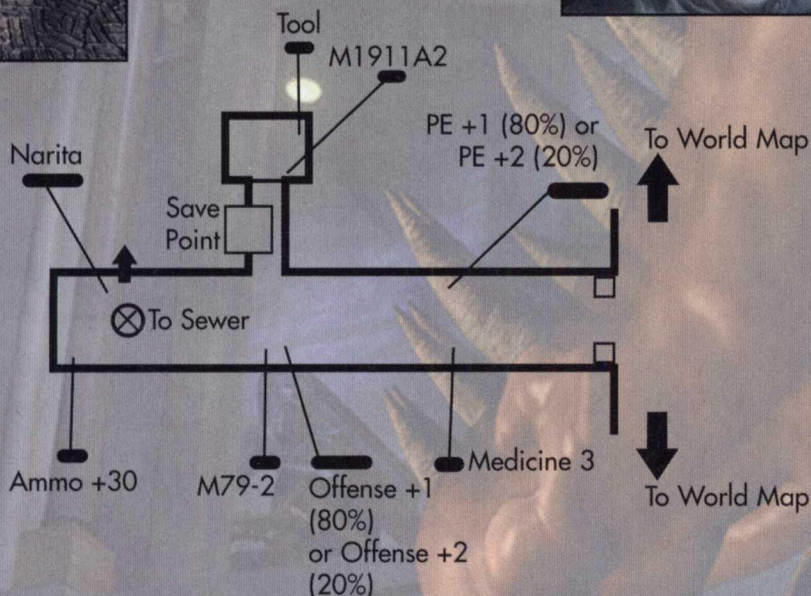 Tool
M1911A2
PE +1 (80%) or
PE +2 (20%)
To World Map
Narita
Save
Point
To Sewer
Ammo +30
M79-2
Offense +1
(80%)
or Offense +2
(20%)
Medicine 3
To World Map